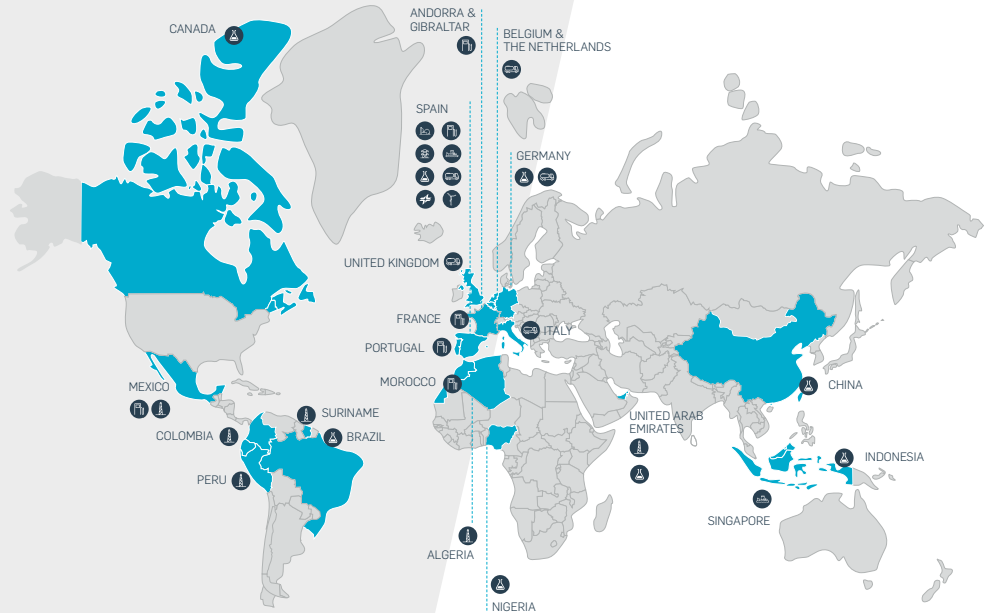 CANADA
ANDORRA &
GIBRALTAR
BELGIUM &
THE NETHERLANDS
SPAIN
GERMANY
UNITED KINGDOM
FRANCE
ITALY
PORTUGAL
MOROCCO
MEXICO
CHINA
SURINAME
UNITED ARAB
EMIRATES
COLOMBIA
BRAZIL
INDONESIA
PERU
SINGAPORE
ALGERIA
NIGERIA